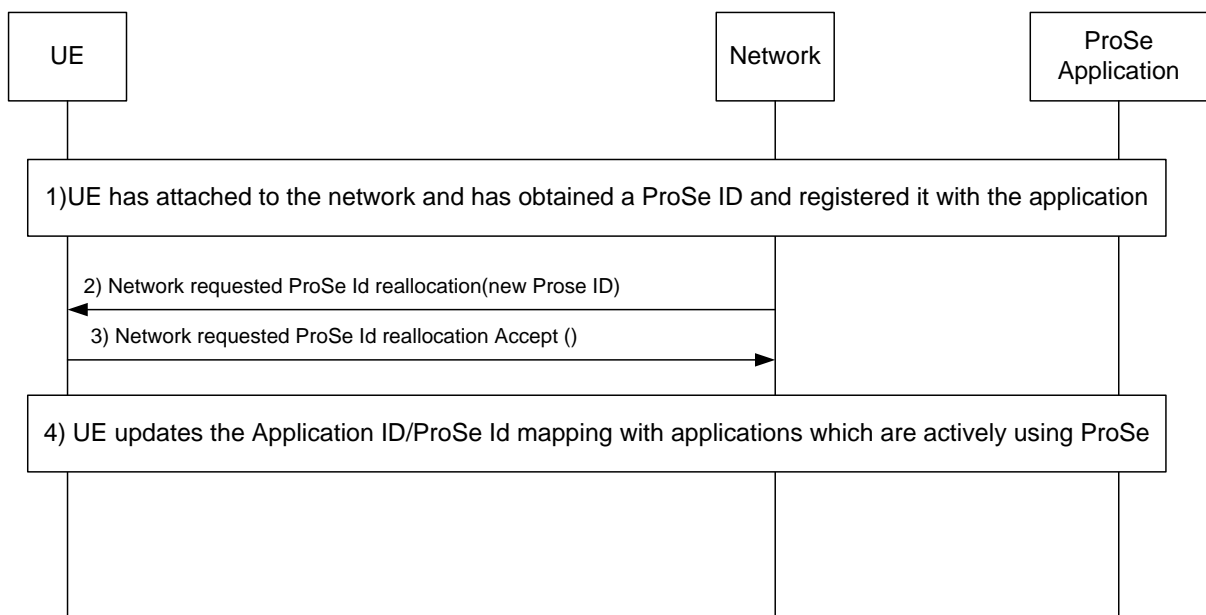 UE
Network
ProSe
Application
1)UE has attached to the network and has obtained a ProSe ID and registered it with the application
2) Network requested ProSe Id reallocation(new Prose ID)
3) Network requested ProSe Id reallocation Accept ()
4) UE updates the Application ID/ProSe Id mapping with applications which are actively using ProSe